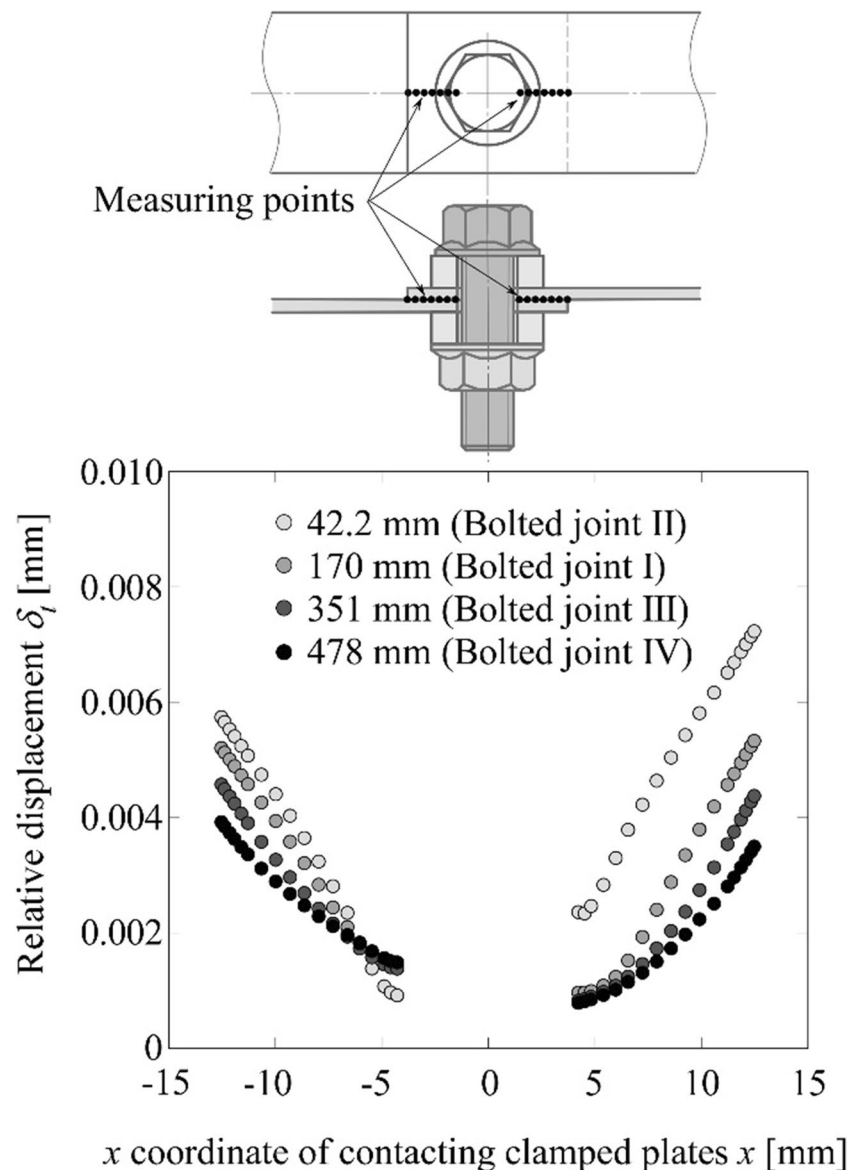 Measuring points
0.010
0.008
0.006
0.004
0.002
0
Relative displacement δt [mm]
42.2 mm (Bolted joint II)
170 mm (Bolted joint I)
351 mm (Bolted joint III)
478 mm (Bolted joint IV)
-15 -10 -5 0 5 10 15
x coordinate of contacting clamped plates x [mm]